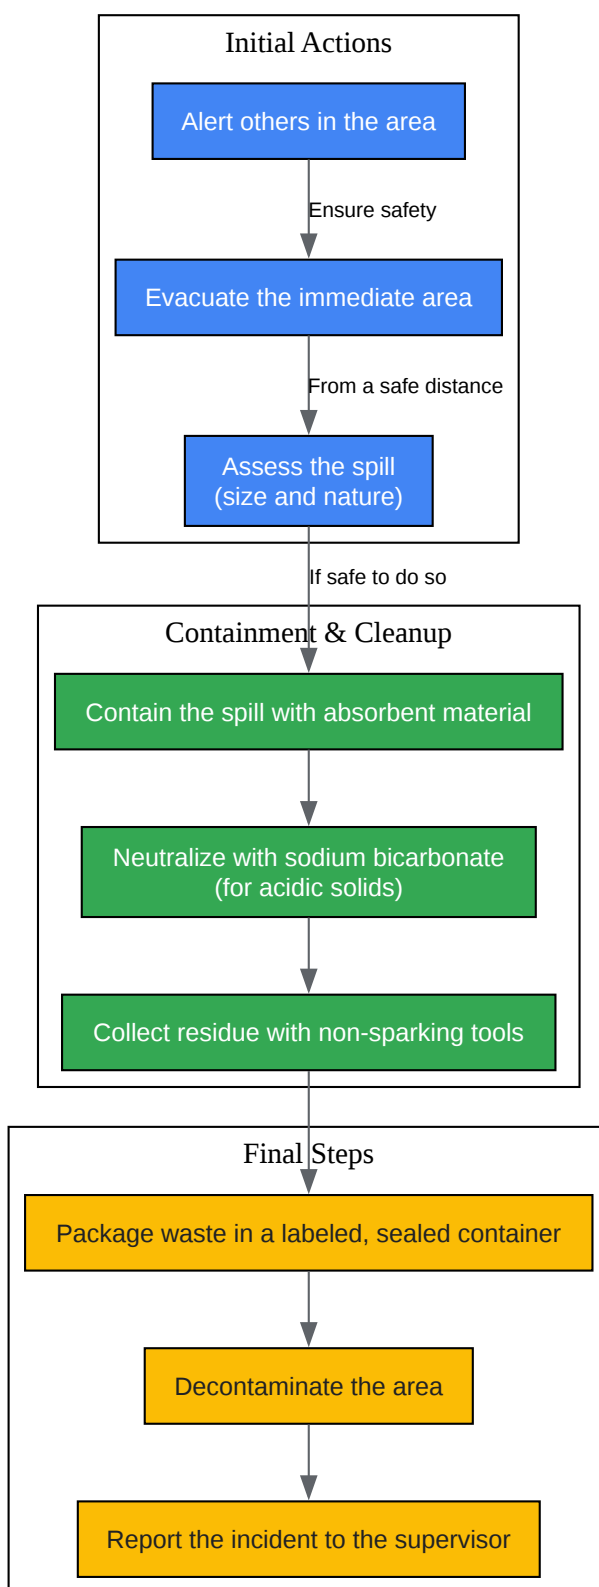 Initial Actions
Alert others in the area
Ensure safety
Evacuate the immediate area
From a safe distance
Assess the spill
(size and nature)
If safe to do so
Containment & Cleanup
Contain the spill with absorbent material
Neutralize with sodium bicarbonate
(for acidic solids)
Collect residue with non-sparking tools
Final Steps
Package waste in a labeled, sealed container
Decontaminate the area
Report the incident to the supervisor